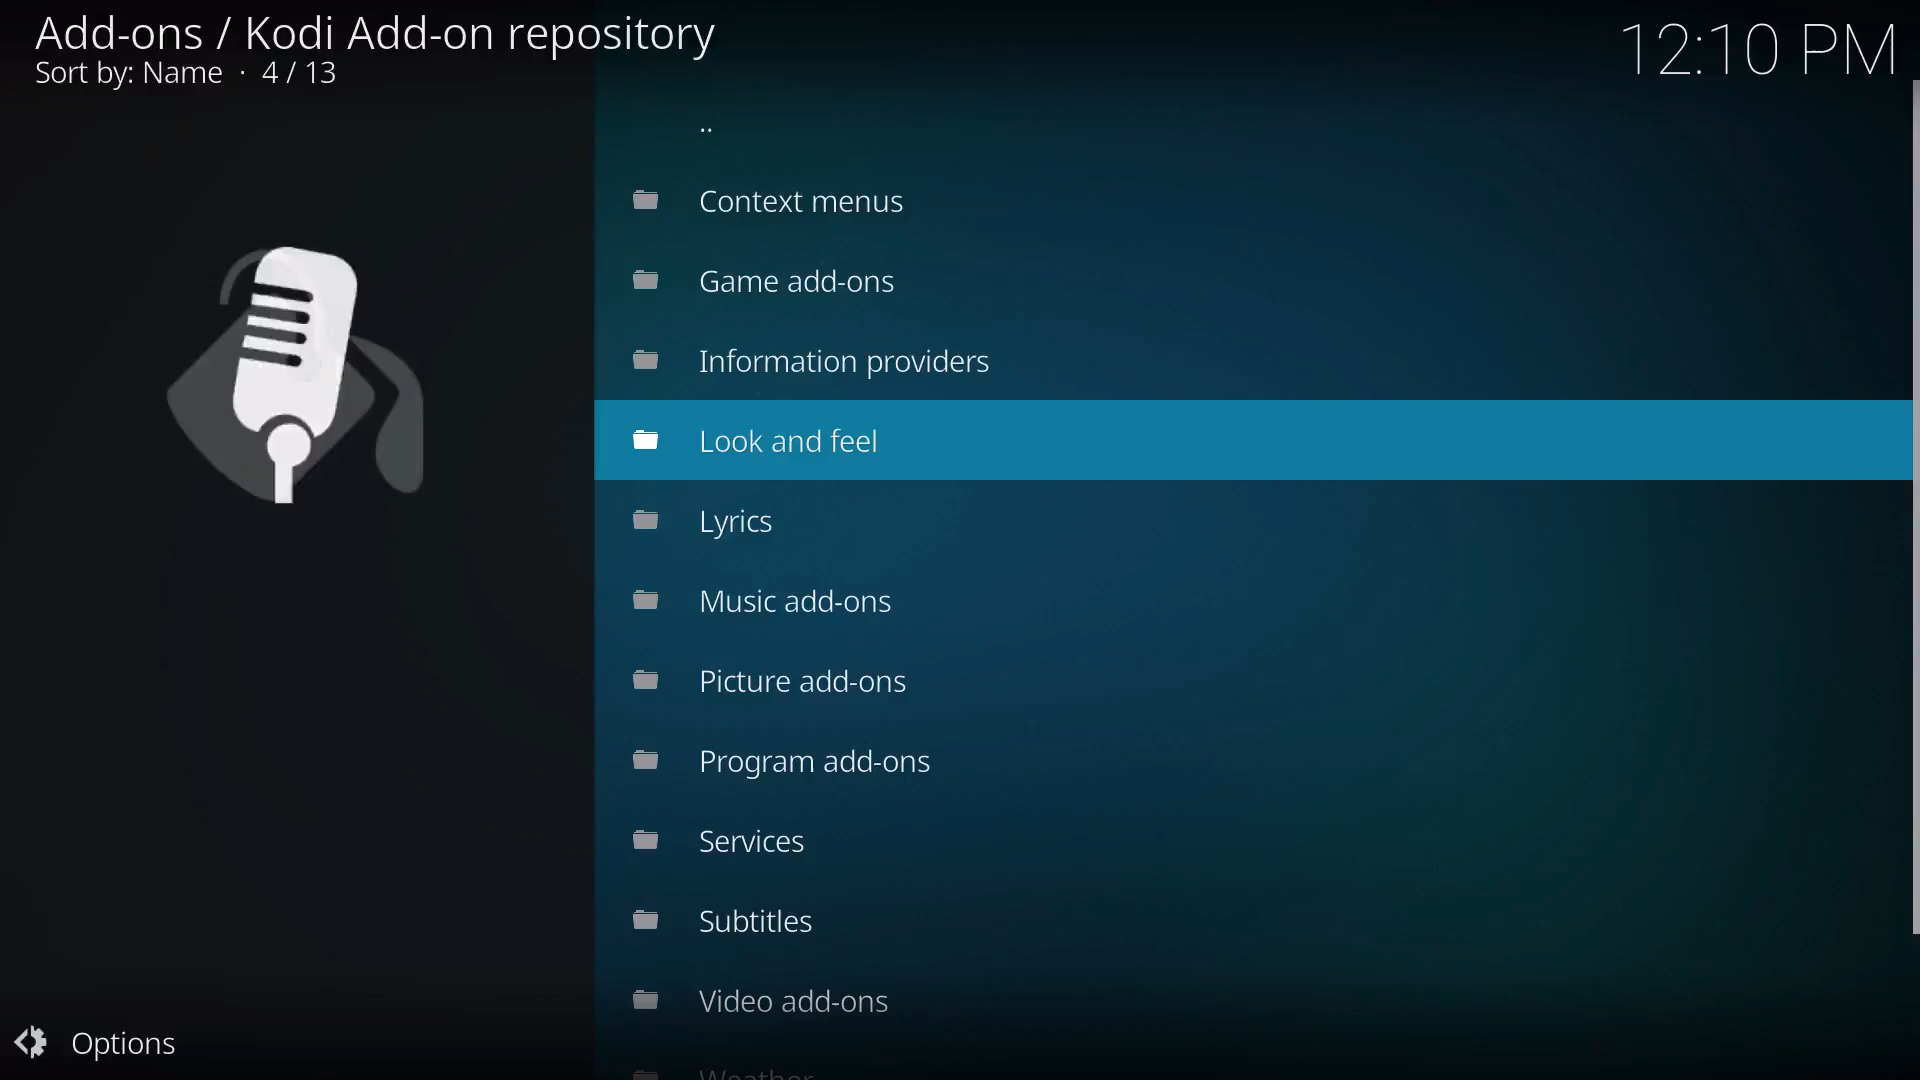 Add-ons / Kodi Add-on repository
Sort by: Name · 4 / 13
12:10 PM
..
Context menus
Game add-ons
Information providers
Look and feel
Lyrics
Music add-ons
Picture add-ons
Program add-ons
Services
Subtitles
Video add-ons
Weather
Options